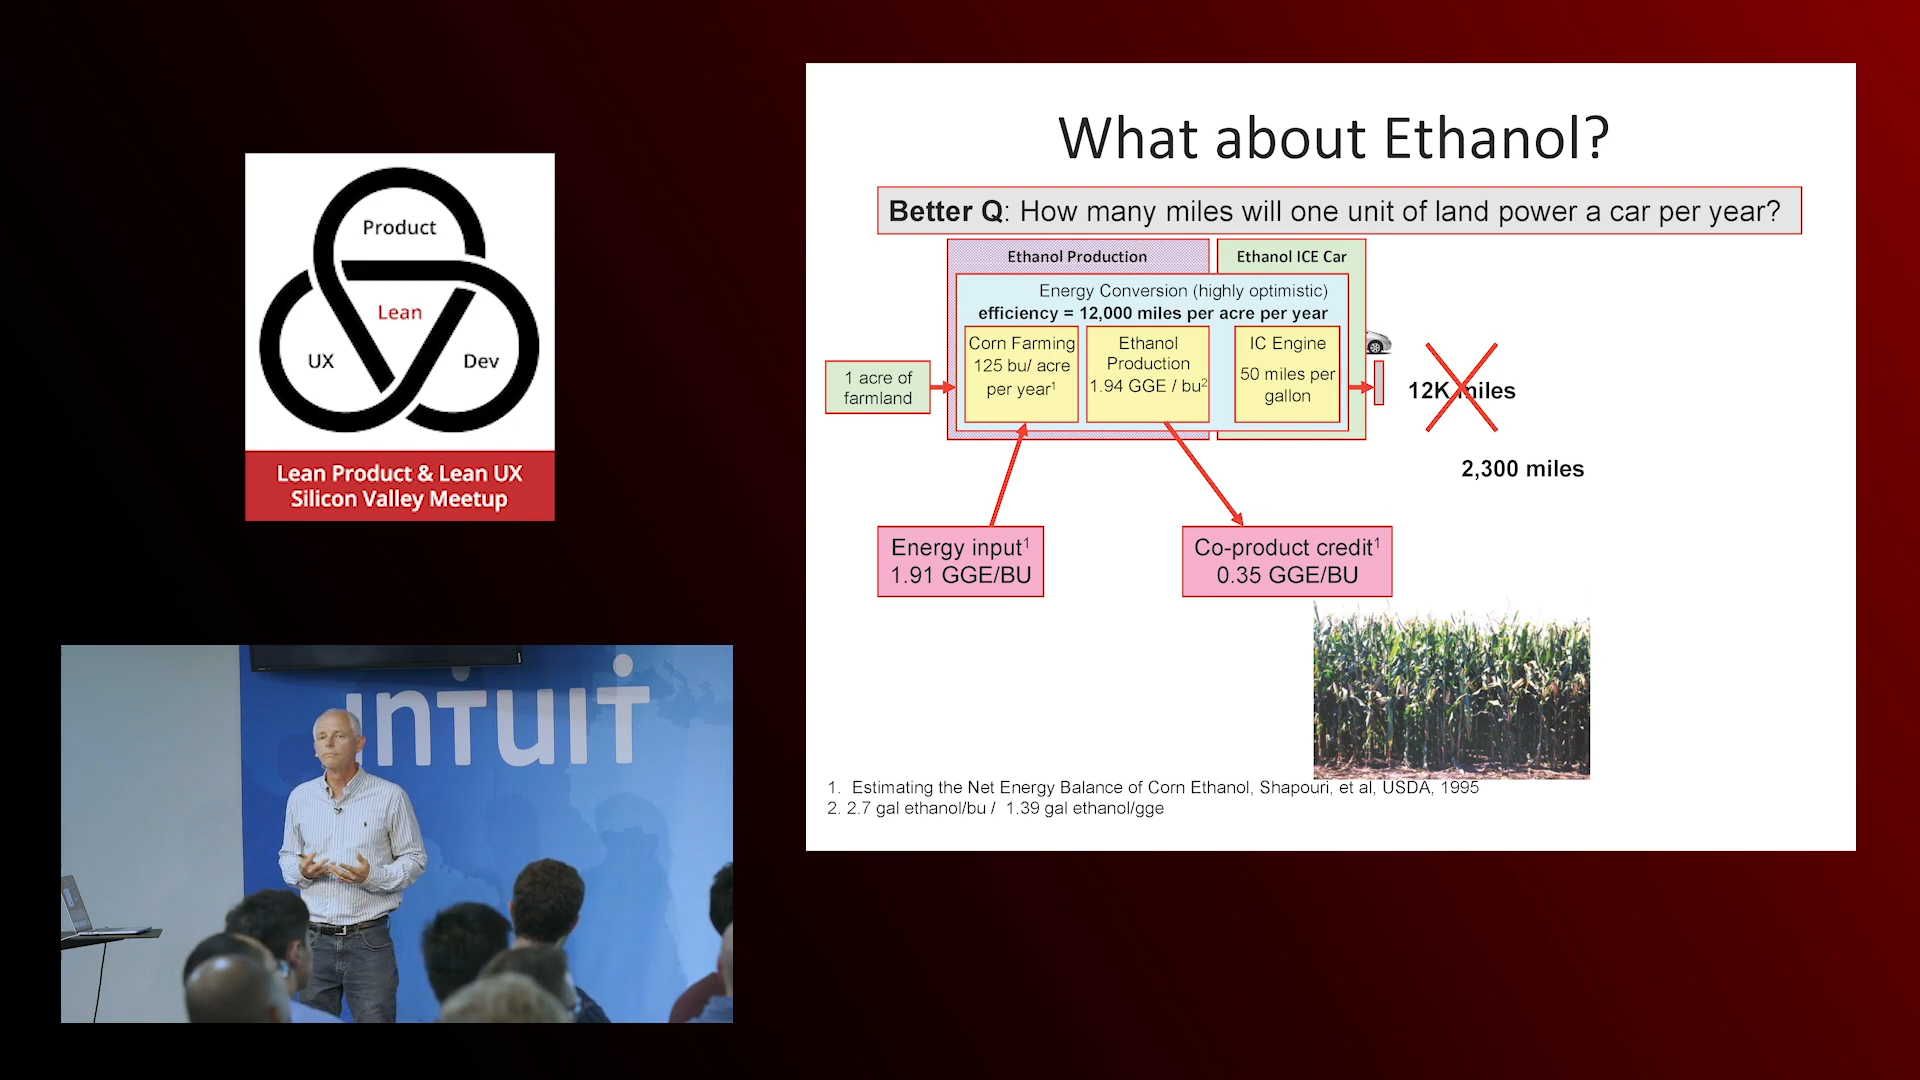 Product
Lean
UX
Dev
Lean Product & Lean UX
Silicon Valley Meetup
ıntuıt
What about Ethanol?
Better Q: How many miles will one unit of land power a car per year?
Ethanol Production
Ethanol ICE Car
Energy Conversion (highly optimistic)
efficiency = 12,000 miles per acre per year
1 acre of
farmland
Corn Farming
125 bu/ acre
per year¹
Ethanol
Production
1.94 GGE / bu²
IC Engine
50 miles per
gallon
12K miles
2,300 miles
Energy input¹
1.91 GGE/BU
Co-product credit¹
0.35 GGE/BU
1. Estimating the Net Energy Balance of Corn Ethanol, Shapouri, et al, USDA, 1995
2. 2.7 gal ethanol/bu / 1.39 gal ethanol/gge